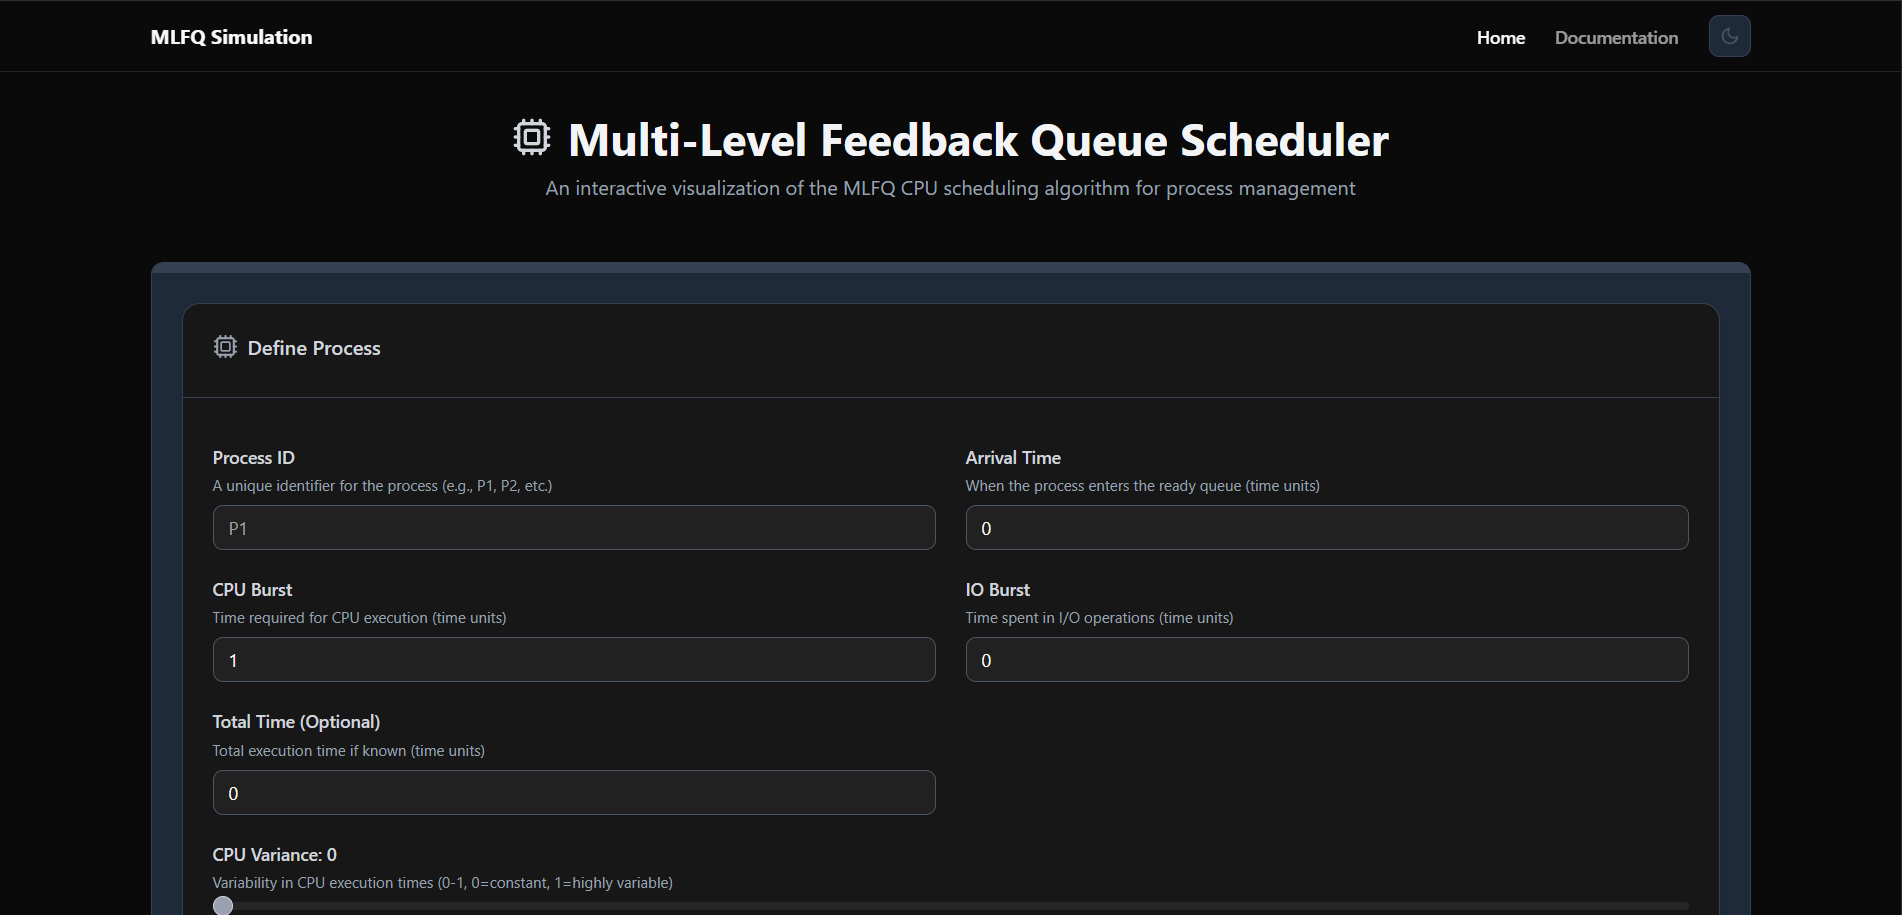 MLFQ Simulation
Home
Documentation
Multi-Level Feedback Queue Scheduler
An interactive visualization of the MLFQ CPU scheduling algorithm for process management
Define Process
Process ID
A unique identifier for the process (e.g., P1, P2, etc.)
P1
Arrival Time
When the process enters the ready queue (time units)
0
CPU Burst
Time required for CPU execution (time units)
1
IO Burst
Time spent in I/O operations (time units)
0
Total Time (Optional)
Total execution time if known (time units)
0
CPU Variance: 0
Variability in CPU execution times (0-1, 0=constant, 1=highly variable)